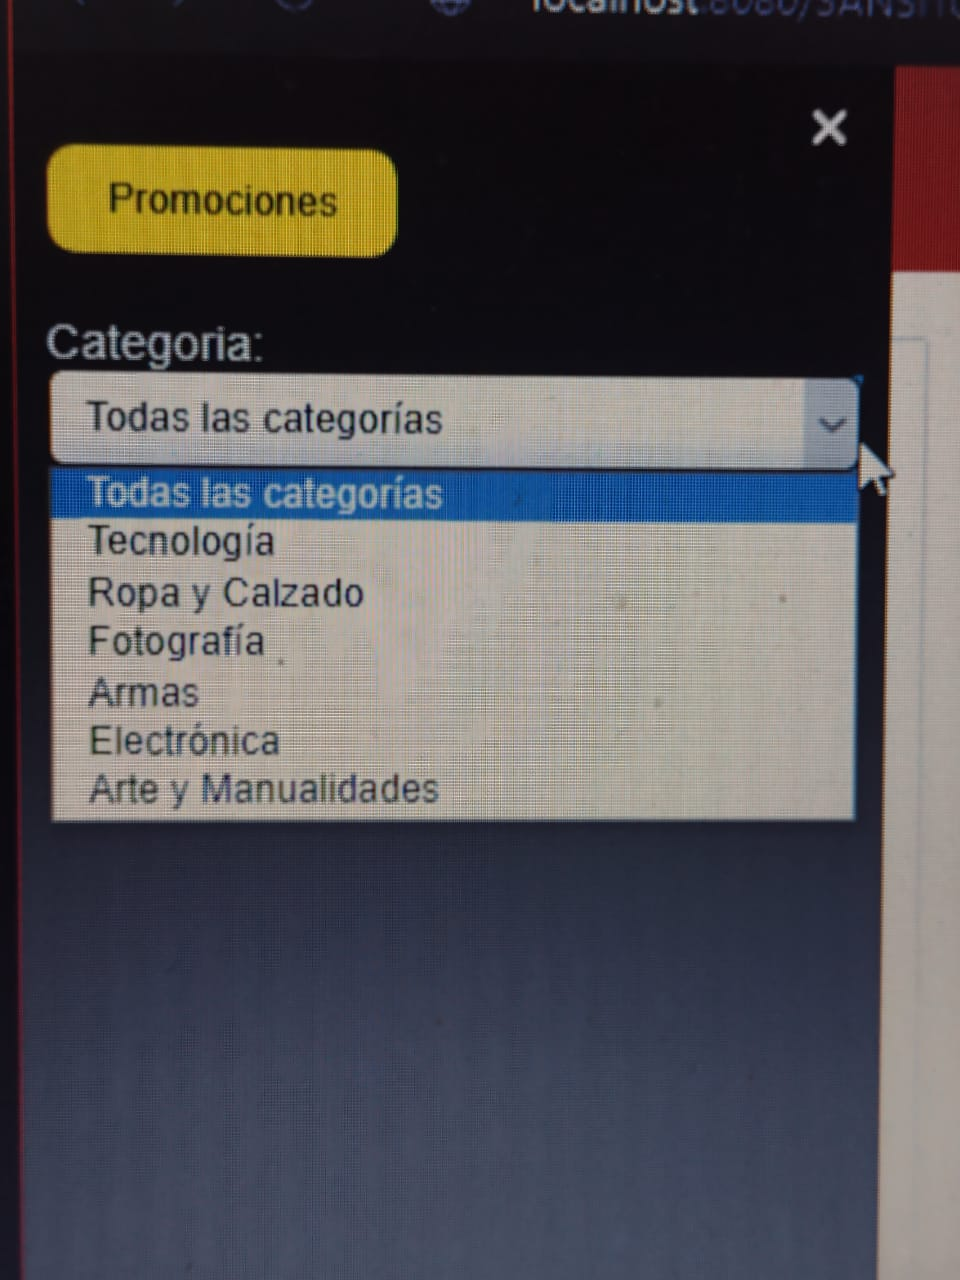 Promociones
Categoria:
Todas las categorías
Todas las categorías
Tecnología
Ropa y Calzado
Fotografía
Armas
Electrónica
Arte y Manualidades